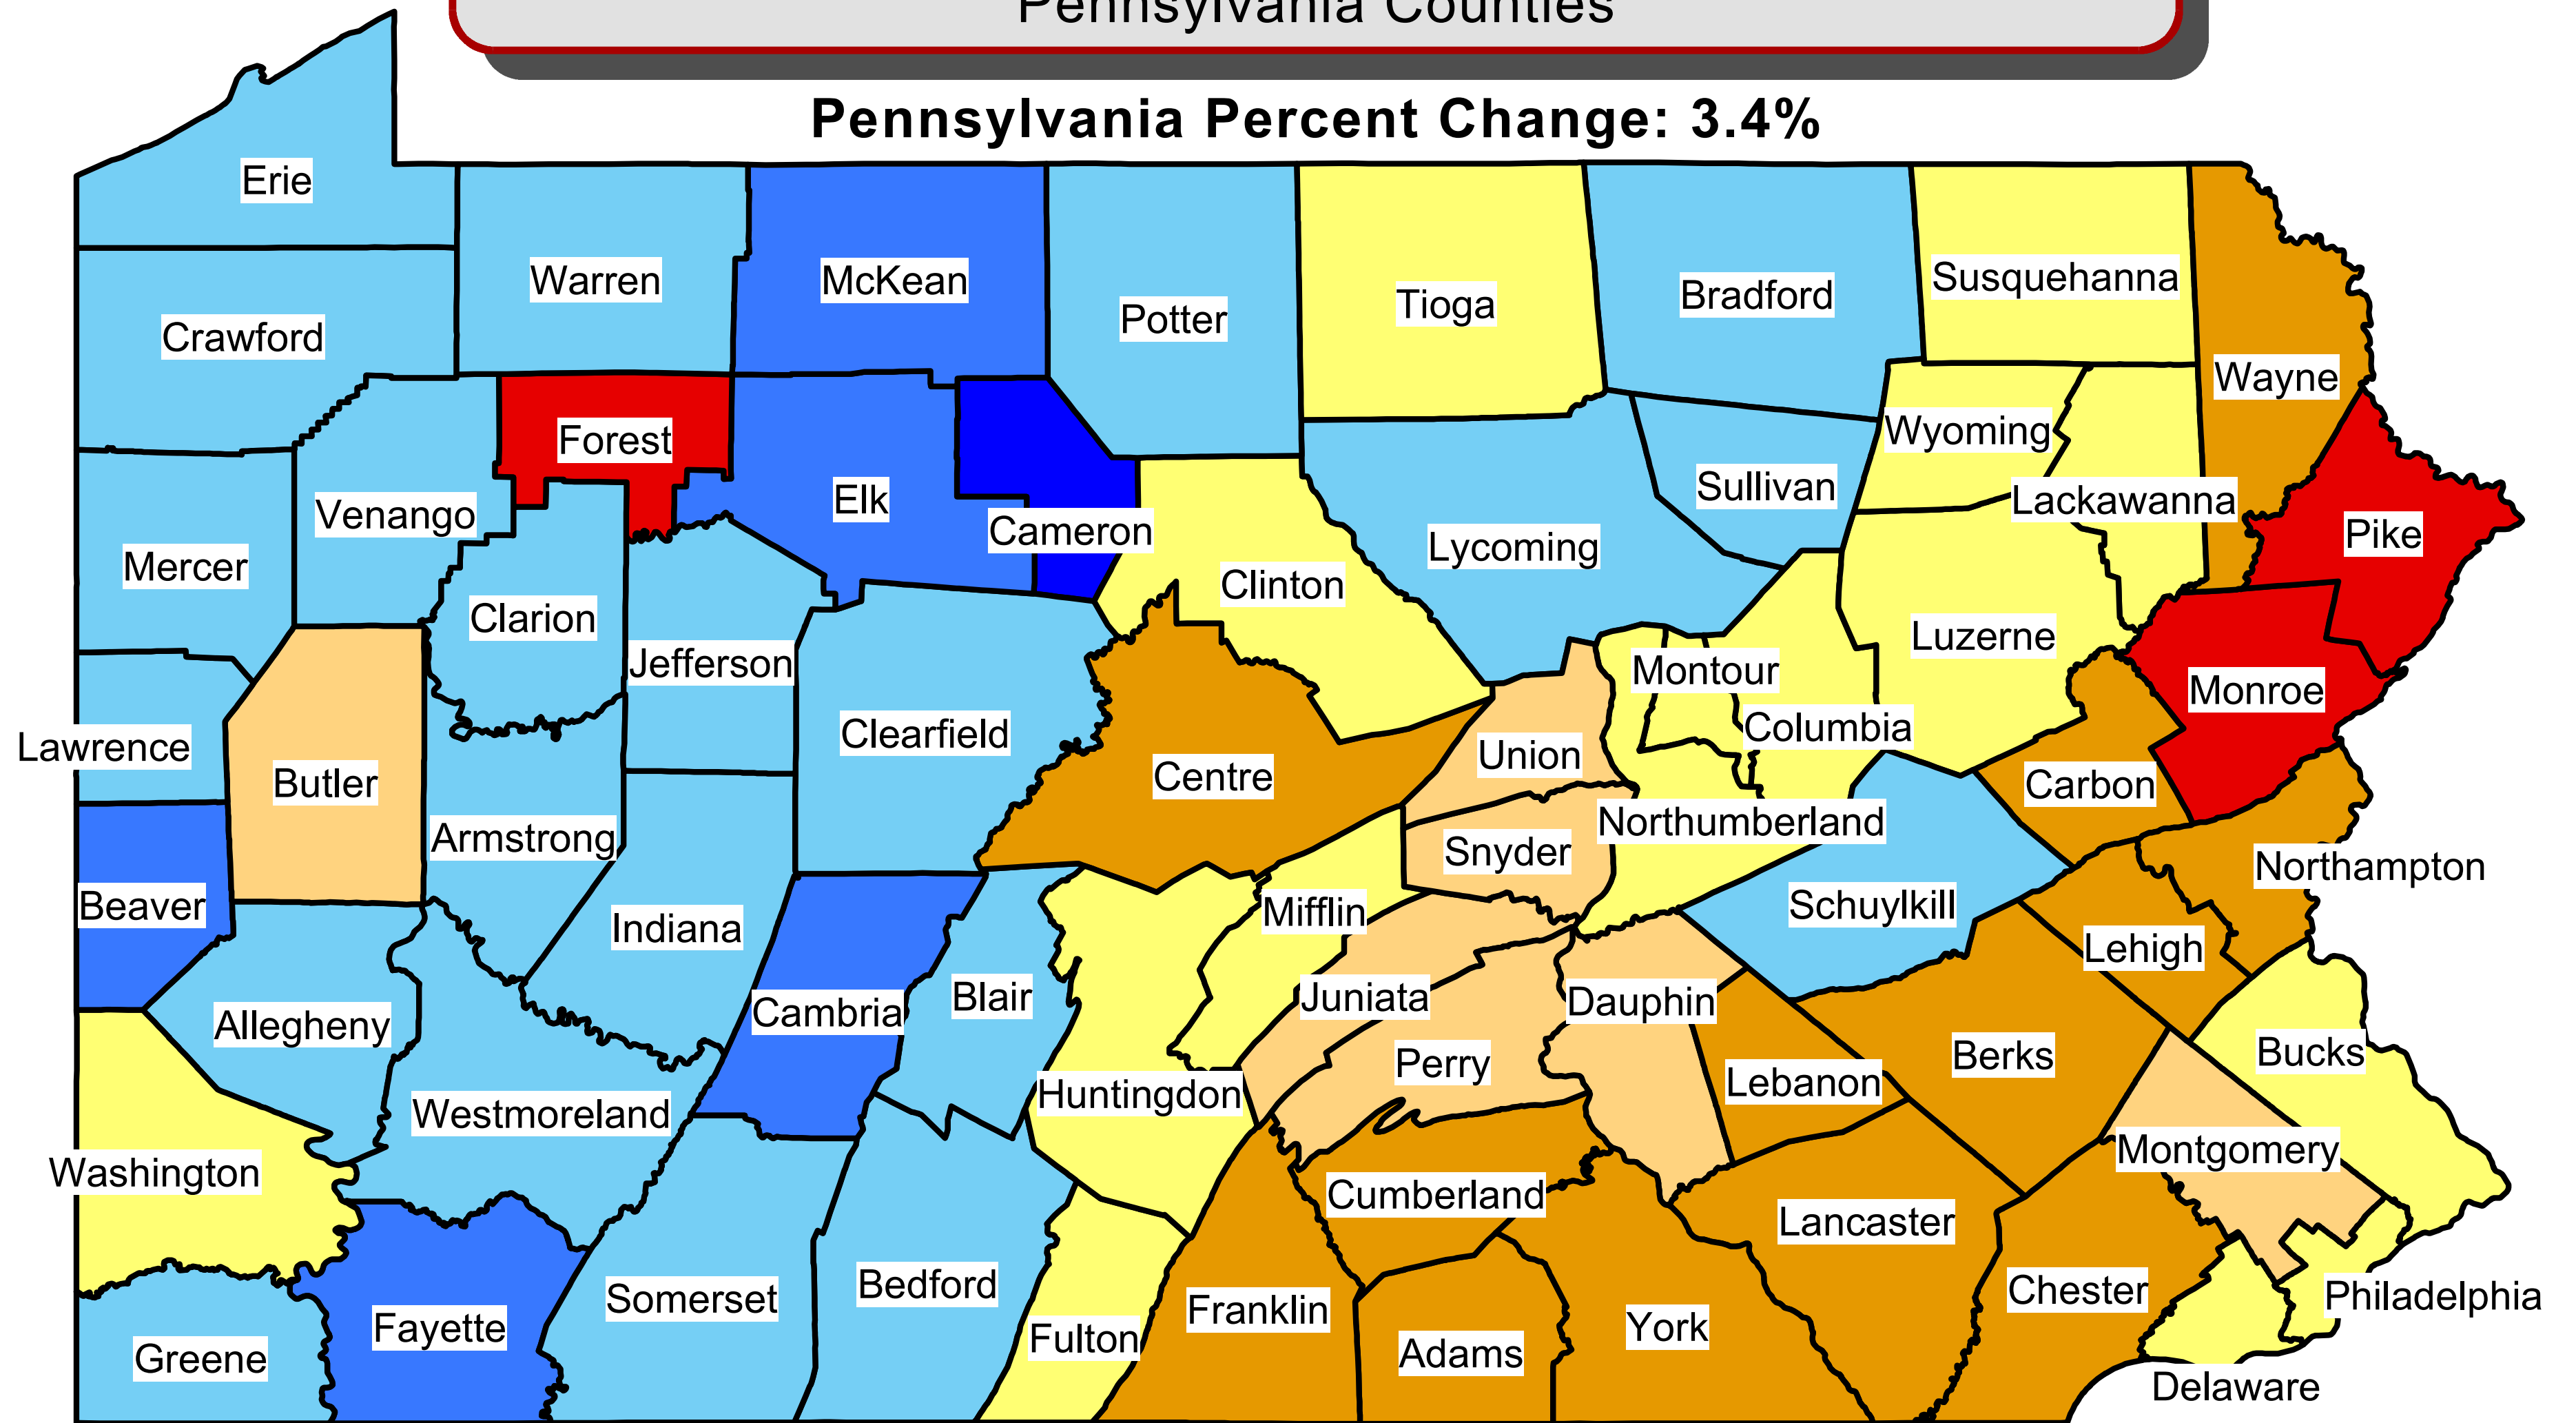 Pennsylvania Counties
Pennsylvania Percent Change: 3.4%
Erie
Warren
McKean
Potter
Tioga
Bradford
Susquehanna
Crawford
Wayne
Forest
Wyoming
Elk
Sullivan
Lackawanna
Venango
Cameron
Pike
Mercer
Lycoming
Clinton
Clarion
Luzerne
Jefferson
Montour
Monroe
Lawrence
Clearfield
Columbia
Union
Butler
Centre
Carbon
Armstrong
Northumberland
Snyder
Northampton
Beaver
Mifflin
Schuylkill
Indiana
Lehigh
Blair
Juniata
Dauphin
Cambria
Allegheny
Bucks
Berks
Perry
Lebanon
Huntingdon
Westmoreland
Montgomery
Washington
Cumberland
Lancaster
Bedford
Chester
Philadelphia
Somerset
Franklin
Fayette
York
Fulton
Adams
Greene
Delaware